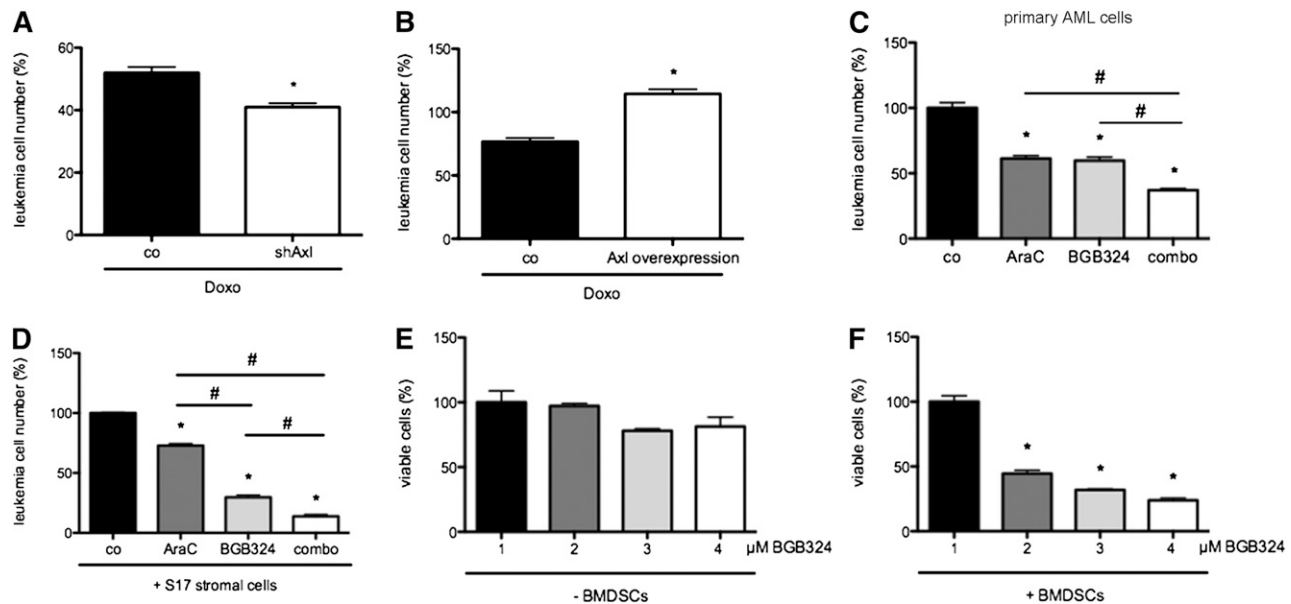 A
leukemia cell number (%)
60
40
20
0
*
co shAxl
Doxo
B
leukemia cell number (%)
150
100
50
0
*
co Axl overexpression
Doxo
C
primary AML cells
leukemia cell number (%)
150
100
50
0
#
#
* * *
co AraC BGB324 combo
D
leukemia cell number (%)
150
100
50
0
#
# #
* * *
co AraC BGB324 combo
+ S17 stromal cells
E
viable cells (%)
150
100
50
0
1 2 3 4 µM BGB324
- BMDSCs
F
viable cells (%)
150
100
50
0
* * *
1 2 3 4 µM BGB324
+ BMDSCs